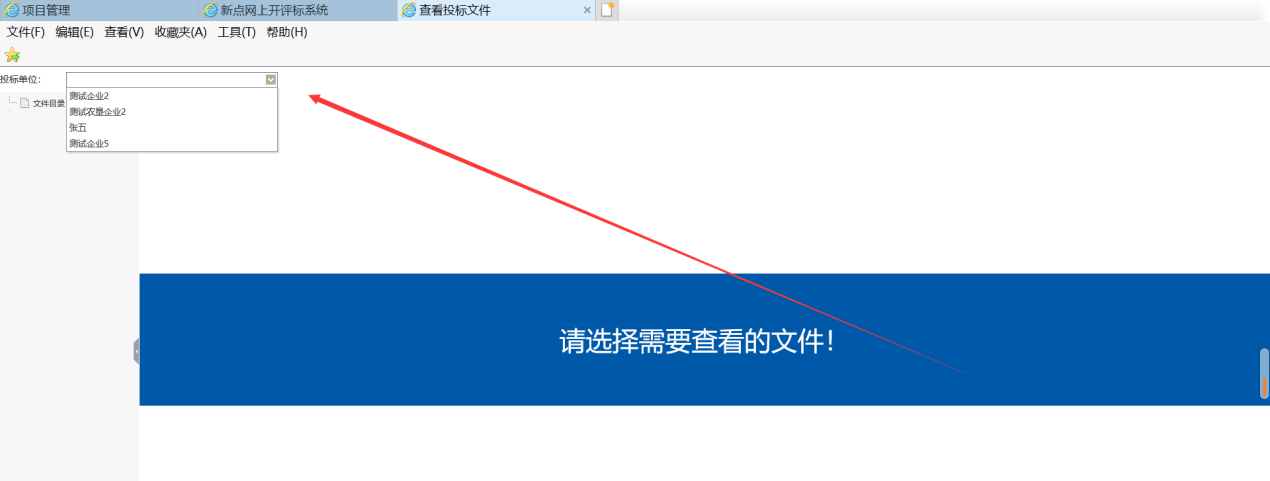 项目管理
新点网上开评标系统
查看投标文件
文件(F) 编辑(E) 查看(V) 收藏夹(A) 工具(T) 帮助(H)
投标单位:
文件目录
测试企业2
测试农垦企业2
张五
测试企业5
请选择需要查看的文件!